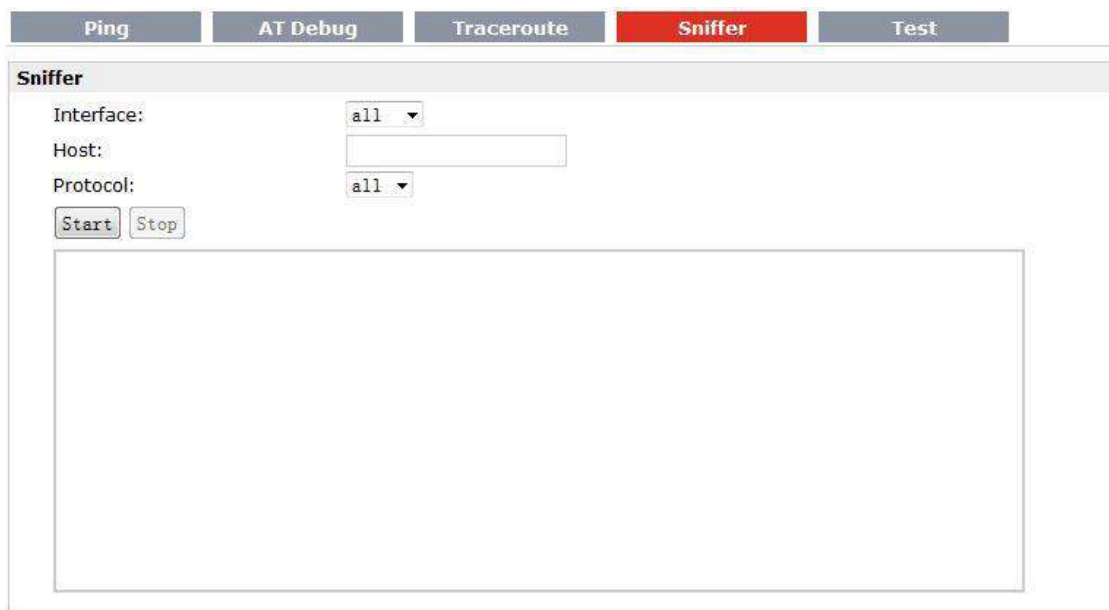 Ping AT Debug Traceroute Sniffer Test
Sniffer
Interface: all
Host:
Protocol: all
Start Stop